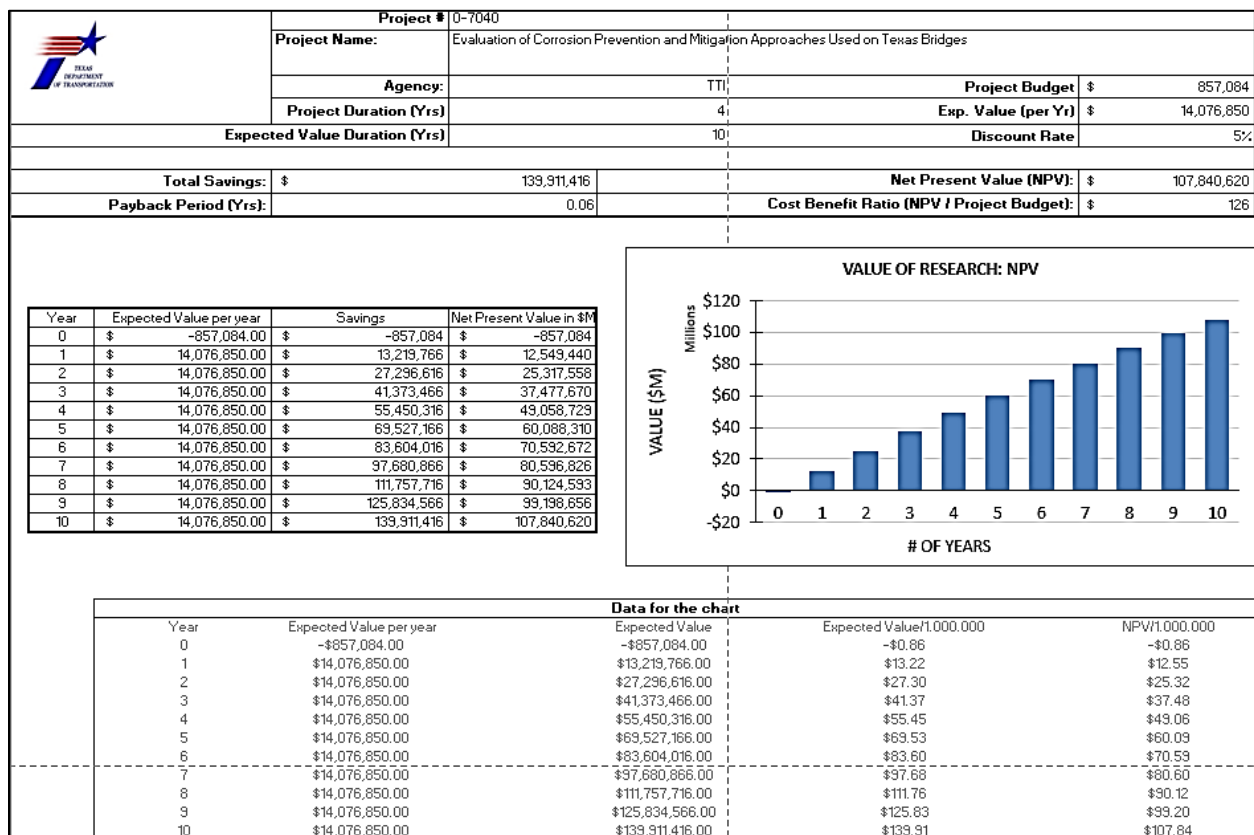 TEXAS
DEPARTMENT
OF TRANSPORTATION
Project # 0-7040
Project Name: Evaluation of Corrosion Prevention and Mitigation Approaches Used on Texas Bridges
Agency: TTI Project Budget $ 857,084
Project Duration (Yrs) 4 Exp. Value (per Yr) $ 14,076,850
Expected Value Duration (Yrs) 10 Discount Rate 5%
Total Savings: $ 139,911,416 Net Present Value (NPV): $ 107,840,620
Payback Period (Yrs): 0.06 Cost Benefit Ratio (NPV / Project Budget): $ 126
Year Expected Value per year Savings Net Present Value in $M
0 $ -857,084.00 $ -857,084 $ -857,084
1 $ 14,076,850.00 $ 13,219,766 $ 12,549,440
2 $ 14,076,850.00 $ 27,296,616 $ 25,317,558
3 $ 14,076,850.00 $ 41,373,466 $ 37,477,670
4 $ 14,076,850.00 $ 55,450,316 $ 49,058,729
5 $ 14,076,850.00 $ 69,527,166 $ 60,088,310
6 $ 14,076,850.00 $ 83,604,016 $ 70,592,672
7 $ 14,076,850.00 $ 97,680,866 $ 80,596,826
8 $ 14,076,850.00 $ 111,757,716 $ 90,124,593
9 $ 14,076,850.00 $ 125,834,566 $ 99,198,656
10 $ 14,076,850.00 $ 139,911,416 $ 107,840,620
VALUE OF RESEARCH: NPV
VALUE ($M)
Millions
$120
$100
$80
$60
$40
$20
$0
-$20
0 1 2 3 4 5 6 7 8 9 10
# OF YEARS
Data for the chart
Year Expected Value per year Expected Value Expected Value/1.000.000 NPV/1.000.000
0 -$857,084.00 -$857,084.00 -$0.86 -$0.86
1 $14,076,850.00 $13,219,766.00 $13.22 $12.55
2 $14,076,850.00 $27,296,616.00 $27.30 $25.32
3 $14,076,850.00 $41,373,466.00 $41.37 $37.48
4 $14,076,850.00 $55,450,316.00 $55.45 $49.06
5 $14,076,850.00 $69,527,166.00 $69.53 $60.09
6 $14,076,850.00 $83,604,016.00 $83.60 $70.59
7 $14,076,850.00 $97,680,866.00 $97.68 $80.60
8 $14,076,850.00 $111,757,716.00 $111.76 $90.12
9 $14,076,850.00 $125,834,566.00 $125.83 $99.20
10 $14,076,850.00 $139,911,416.00 $139.91 $107.84